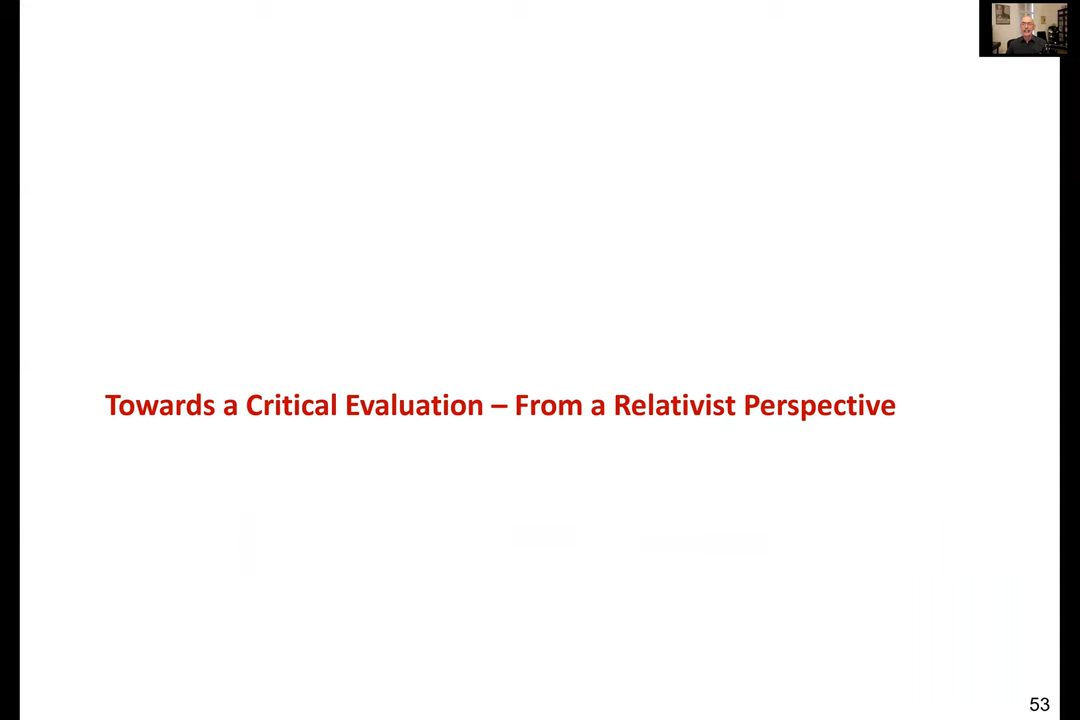 Towards a Critical Evaluation – From a Relativist Perspective
53